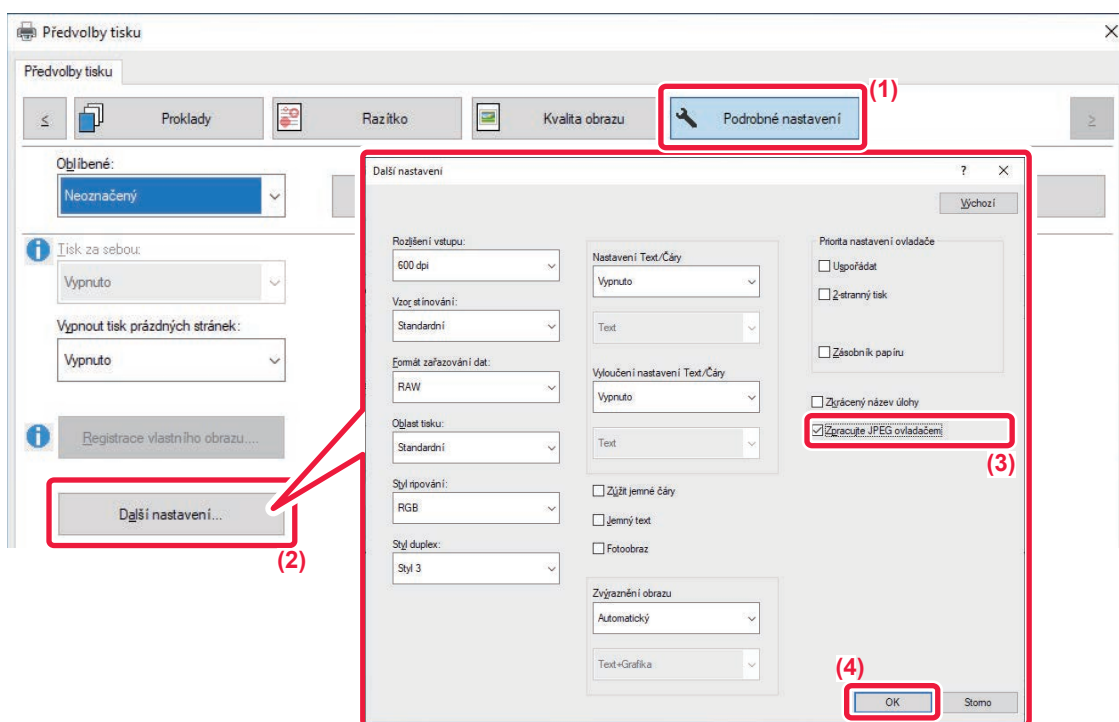 Předvolby tisku
Předvolby tisku
(1)
<
Proklady
Razítko
Kvalita obrazu
Podrobné nastavení
>
Oblíbené:
Neoznačený
Tisk za sebou:
Vypnuto
Vypnout tisk prázdných stránek:
Vypnuto
Registrace vlastního obrazu....
Další nastavení...
(2)
Další nastavení
?
Výchozí
Rozlišení vstupu:
600 dpi
Vzor stínování:
Standardní
Formát zařazování dat:
RAW
Oblast tisku:
Standardní
Styl ripování:
RGB
Styl duplex:
Styl 3
Nastavení Text/Čáry
Vypnuto
Text
Vyloučení nastavení Text/Čáry
Vypnuto
Text
Zúžit jemné čáry
Jemný text
Fotoobraz
Zvýraznění obrazu
Automatický
Text+Grafika
Priorita nastavení ovladače
Uspořádat
2-stranný tisk
Zásobník papíru
Zkrácený název úlohy
Zpracujte JPEG ovladačem
(3)
(4)
OK
Storno